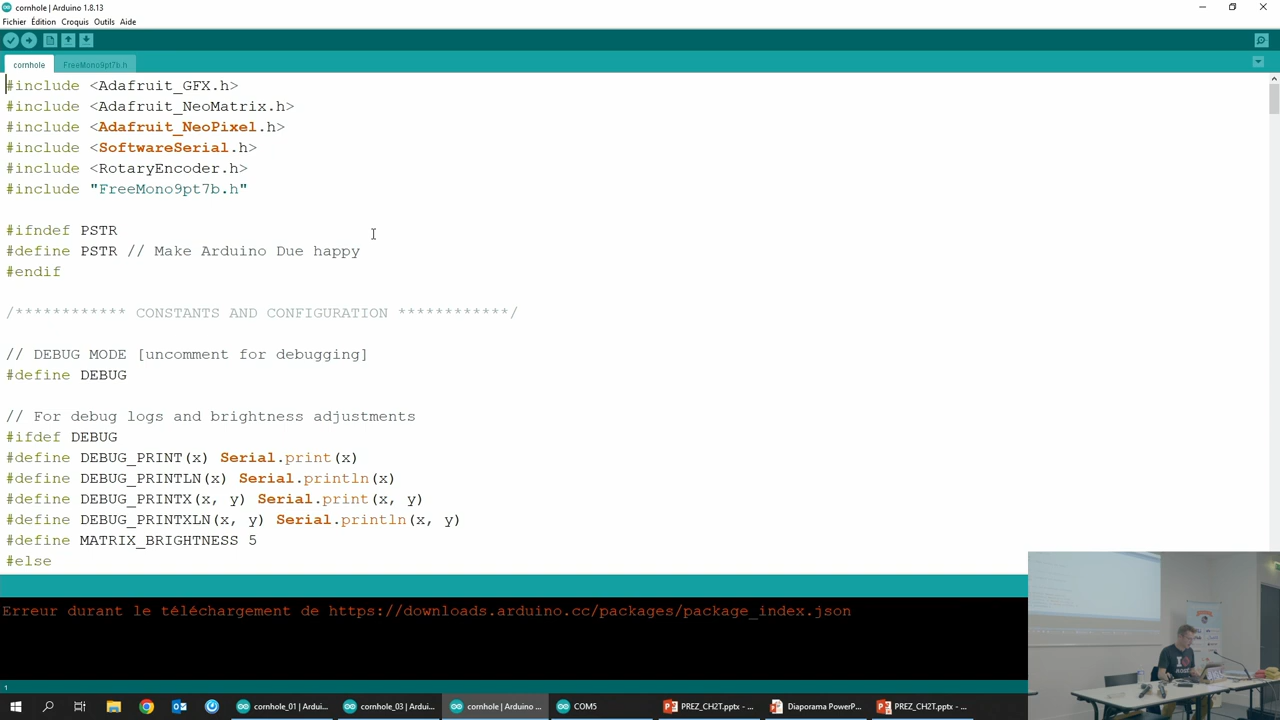 cornhole | Arduino 1.8.13
Fichier Édition Croquis Outils Aide
cornhole FreeMono9pt7b.h
#include <Adafruit_GFX.h>
#include <Adafruit_NeoMatrix.h>
#include <Adafruit_NeoPixel.h>
#include <SoftwareSerial.h>
#include <RotaryEncoder.h>
#include "FreeMono9pt7b.h"
#ifndef PSTR
#define PSTR // Make Arduino Due happy
#endif
/************ CONSTANTS AND CONFIGURATION ************/
// DEBUG MODE [uncomment for debugging]
#define DEBUG
// For debug logs and brightness adjustments
#ifdef DEBUG
#define DEBUG_PRINT(x) Serial.print(x)
#define DEBUG_PRINTLN(x) Serial.println(x)
#define DEBUG_PRINTX(x, y) Serial.print(x, y)
#define DEBUG_PRINTXLN(x, y) Serial.println(x, y)
#define MATRIX_BRIGHTNESS 5
#else
Erreur durant le téléchargement de https://downloads.arduino.cc/packages/package_index.json
1
cornhole_01 | Ardui... cornhole_03 | Ardui... cornhole | Arduino ... COM5 PREZ_CH2T.pptx - ... Diaporama PowerP... PREZ_CH2T.pptx - ...